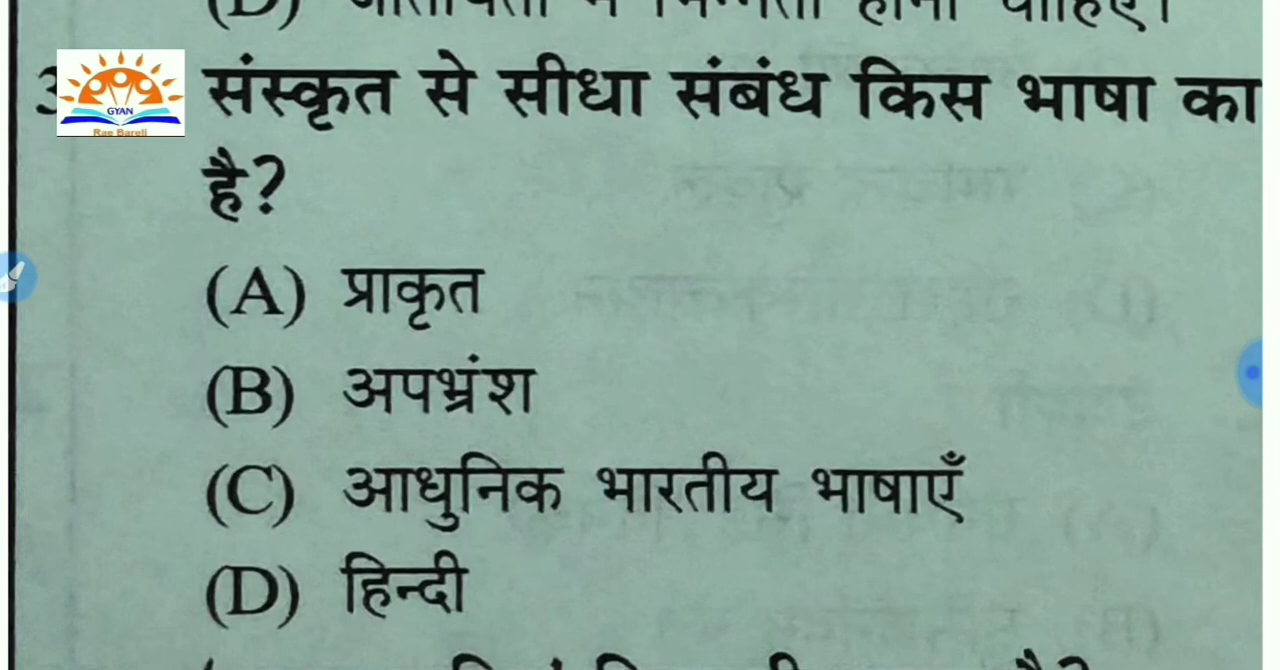 संस्कृत से सीधा संबंध किस भाषा का
है?
(A) प्राकृत
(B) अपभ्रंश
(C) आधुनिक भारतीय भाषाएँ
(D) हिन्दी
GYAN
Rae Bareli